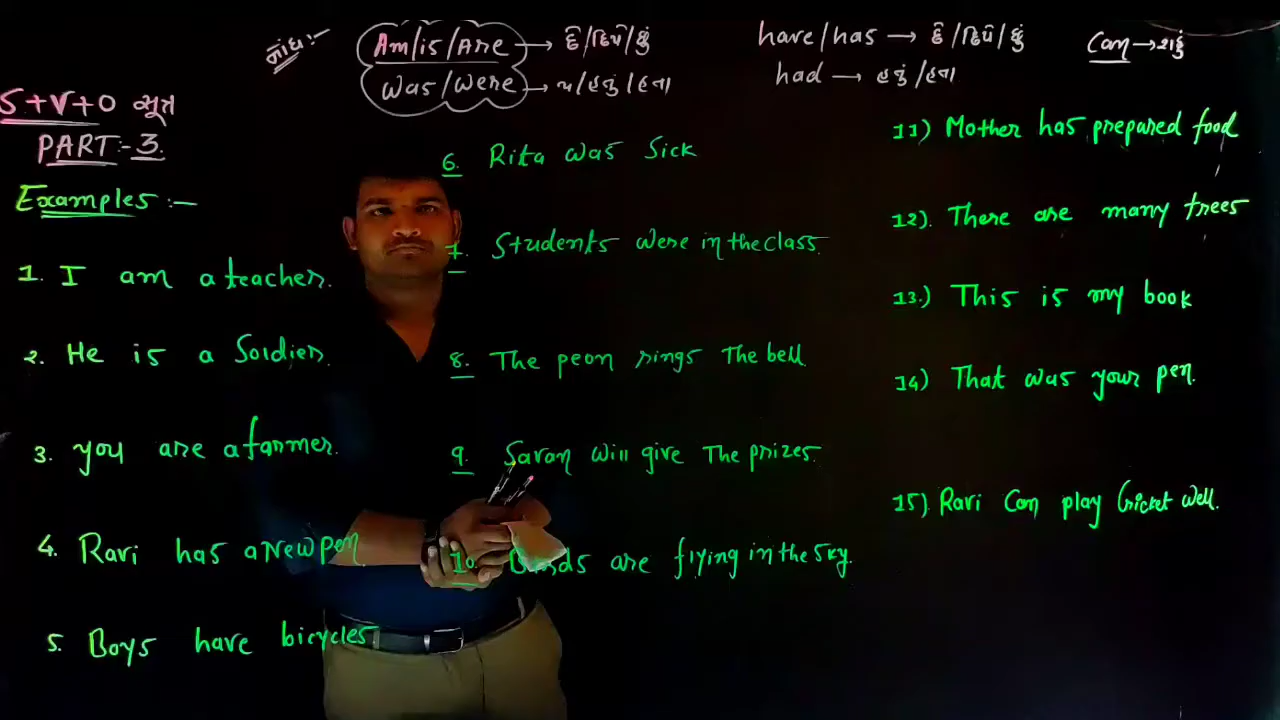 નોંધ:-
Am/is/Are → છે/છીએ/છું
was/were → જ/હતું/હતા
have/has → છે/છીએ/છું
had → હતું/હતા
Can → શકું
S+V+O સૂત્ર
PART:- 3.
Examples :-
1. I am a teacher.
2. He is a Soldier.
3. you are a farmer.
4. Ravi has a New pen.
5. Boys have bicycles
6. Rita was Sick
7. Students were in the class.
8. The peon rings The bell
9. Savan will give The prizes.
10. Birds are flying in the Sky.
11) Mother has prepared food
12). There are many trees
13.) This is my book
14) That was your pen.
15). Ravi Can play Cricket well.